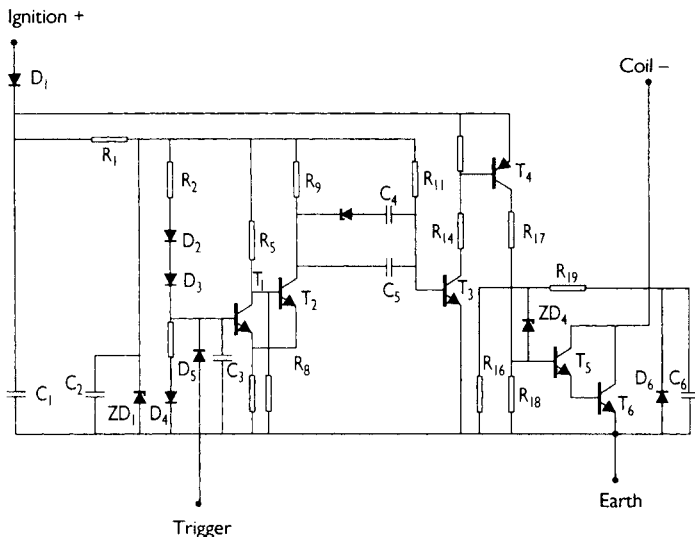 Ignition +
D1
Coil –
R1
T4
R2
R9
R11
C4
D2
R5
R14
R17
D3
C5
R19
T1
T2
T3
ZD4
D5
C3
R8
R16
T5
D6
C6
C1
C2
ZD1
D4
R18
T6
Earth
Trigger